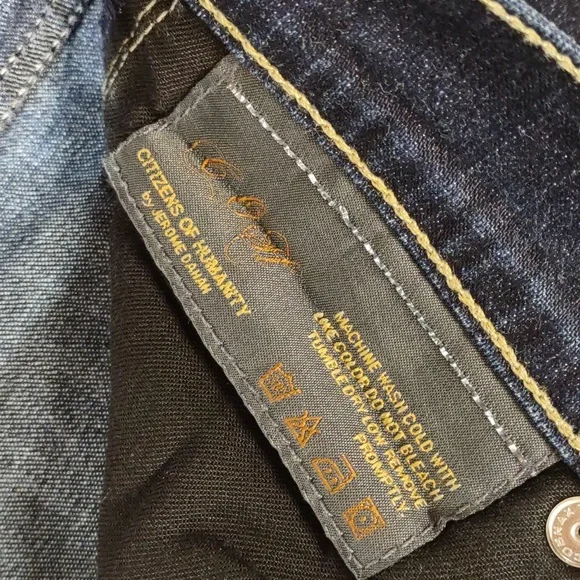 C of H
CITIZENS OF HUMANITY
by JEROME DAHAN
MACHINE WASH COLD WITH
LIKE COLOR DO NOT BLEACH
TUMBLE DRY LOW. REMOVE
PROMPTLY